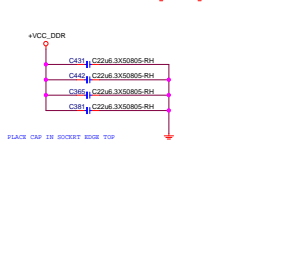 +VCC_DDR
C431 C22u6.3X50805-RH
C442 C22u6.3X50805-RH
C365 C22u6.3X50805-RH
C381 C22u6.3X50805-RH
PLACE CAP IN SOCERT EDGE TOP